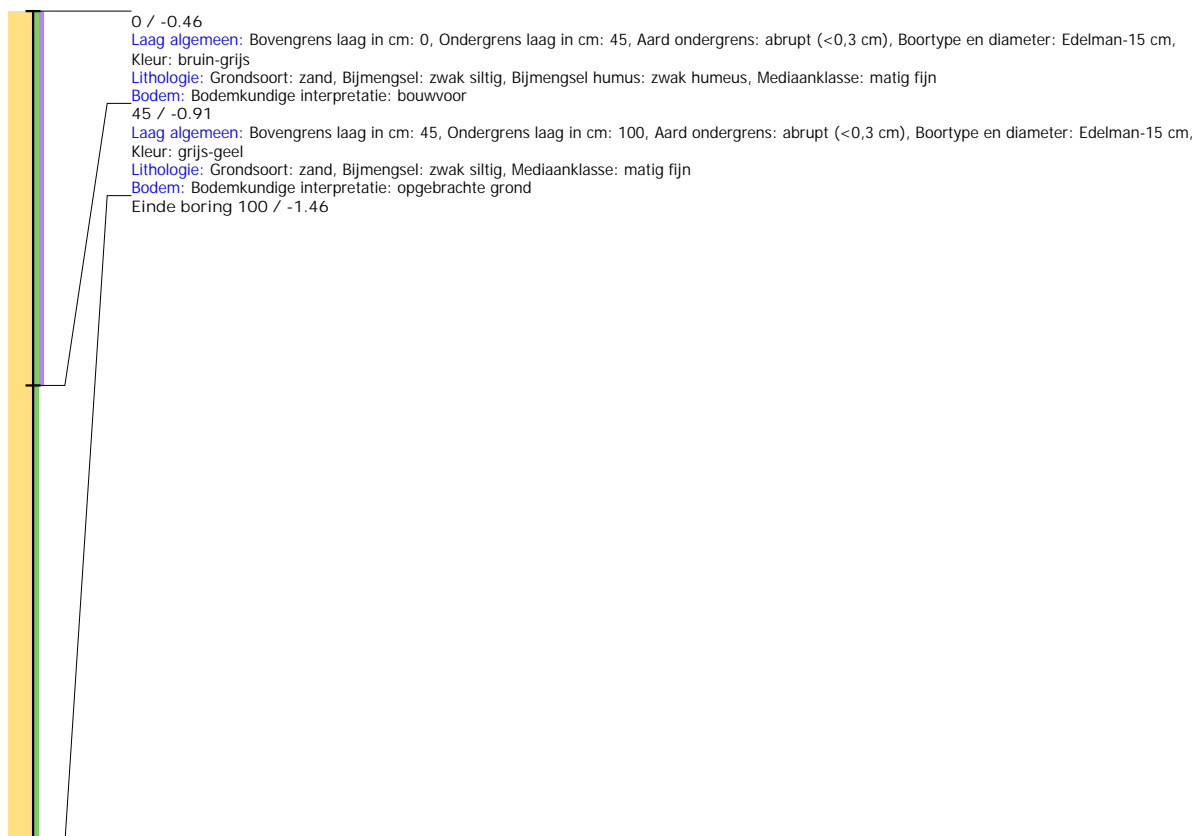 0 / -0.46
Laag algemeen: Bovengrens laag in cm: 0, Ondergrens laag in cm: 45, Aard ondergrens: abrupt (<0,3 cm), Boortype en diameter: Edelman-15 cm,
Kleur: bruin-grijs
Lithologie: Grondsoort: zand, Bijmengsel: zwak siltig, Bijmengsel humus: zwak humeus, Mediaanklasse: matig fijn
Bodem: Bodemkundige interpretatie: bouwvoor
45 / -0.91
Laag algemeen: Bovengrens laag in cm: 45, Ondergrens laag in cm: 100, Aard ondergrens: abrupt (<0,3 cm), Boortype en diameter: Edelman-15 cm,
Kleur: grijs-geel
Lithologie: Grondsoort: zand, Bijmengsel: zwak siltig, Mediaanklasse: matig fijn
Bodem: Bodemkundige interpretatie: opgebrachte grond
Einde boring 100 / -1.46